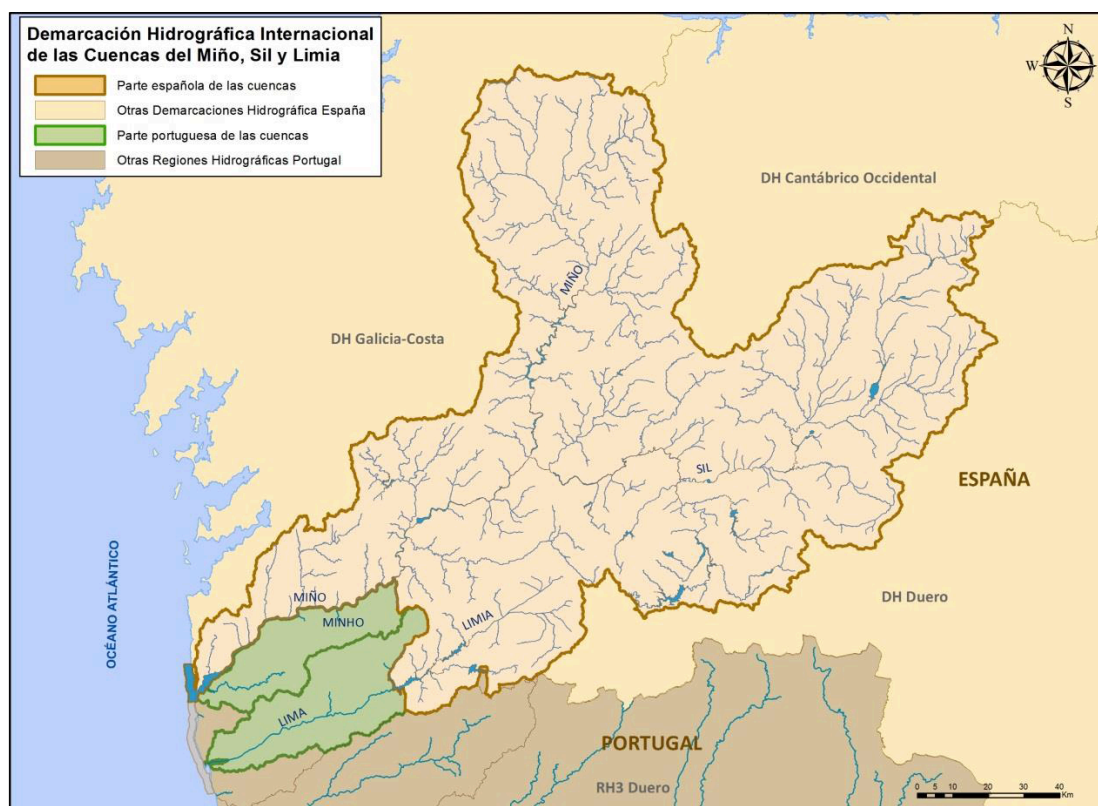 Demarcación Hidrográfica Internacional
de las Cuencas del Miño, Sil y Limia
Parte española de las cuencas
Otras Demarcaciones Hidrográfica España
Parte portuguesa de las cuencas
Otras Regiones Hidrográficas Portugal
N
W E
S
DH Cantábrico Occidental
MIÑO
DH Galicia-Costa
SIL
ESPAÑA
OCÉANO ATLÁNTICO
DH Duero
MIÑO
MINHO
LIMIA
LIMA
PORTUGAL
RH3 Duero
0 5 10 20 30 40
Km